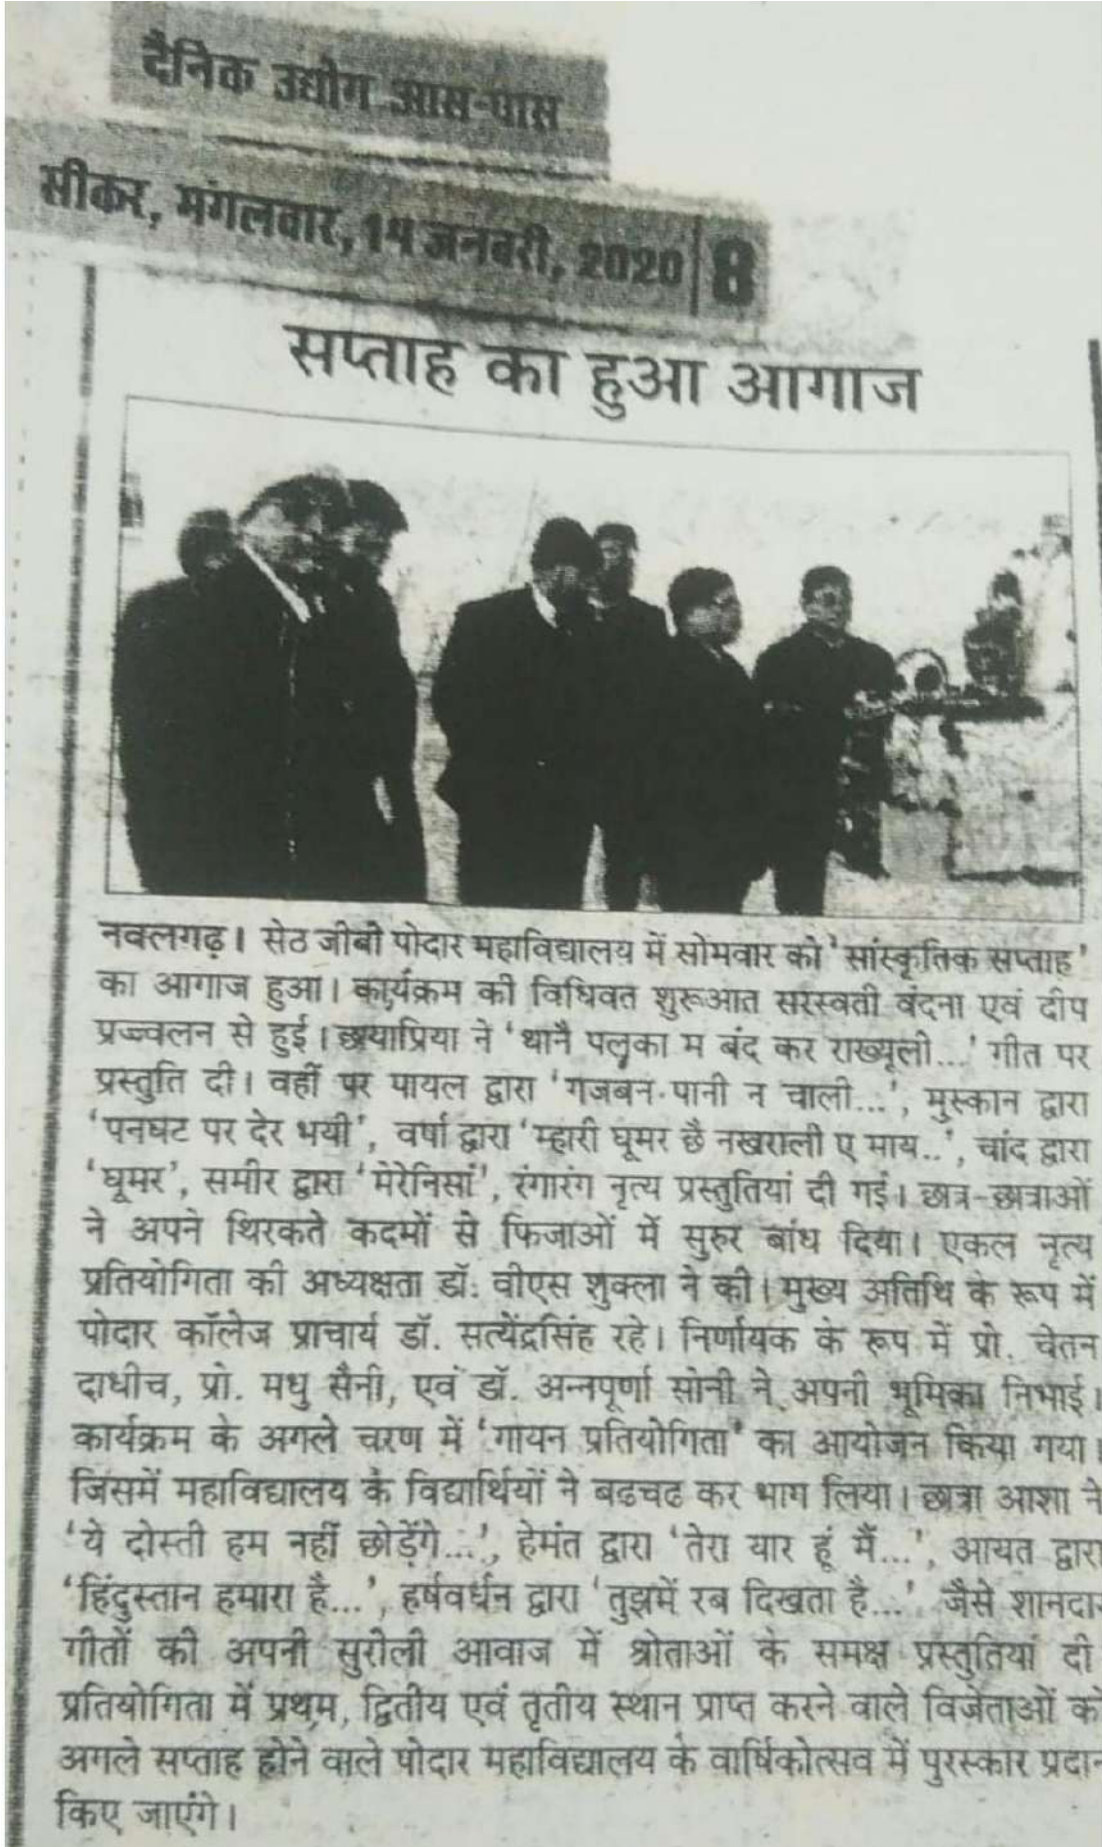 दैनिक उद्योग आस-पास
सीकर, मंगलवार, 14 जनवरी, 2020 8
सप्ताह का हुआ आगाज
नवलगढ़। सेठ जीबी पोदार महाविद्यालय में सोमवार को 'सांस्कृतिक सप्ताह'
का आगाज हुआ। कार्यक्रम की विधिवत शुरूआत सरस्वती वंदना एवं दीप
प्रज्ज्वलन से हुई। छायाप्रिया ने 'थानै पलका म बंद कर राख्यूली...' गीत पर
प्रस्तुति दी। वहीं पर पायल द्वारा 'गजबन पानी न चाली...', मुस्कान द्वारा
'पनघट पर देर भयी', वर्षा द्वारा 'म्हारी घूमर छै नखराली ए माय..', चांद द्वारा
'घूमर', समीर द्वारा 'मेरेनिसां', रंगारंग नृत्य प्रस्तुतियां दी गई। छात्र-छात्राओं
ने अपने थिरकते कदमों से फिजाओं में सुरुर बांध दिया। एकल नृत्य
प्रतियोगिता की अध्यक्षता डॉ. वीएस शुक्ला ने की। मुख्य अतिथि के रूप में
पोदार कॉलेज प्राचार्य डॉ. सत्येंद्रसिंह रहे। निर्णायक के रूप में प्रो. चेतन
दाधीच, प्रो. मधु सैनी, एवं डॉ. अन्नपूर्णा सोनी ने अपनी भूमिका निभाई।
कार्यक्रम के अगले चरण में 'गायन प्रतियोगिता' का आयोजन किया गया।
जिसमें महाविद्यालय के विद्यार्थियों ने बढचढ कर भाग लिया। छात्रा आशा ने
'ये दोस्ती हम नहीं छोड़ेंगे...', हेमंत द्वारा 'तेरा यार हूं मैं...', आयत द्वारा
'हिंदुस्तान हमारा है...', हर्षवर्धन द्वारा 'तुझमें रब दिखता है...' जैसे शानदार
गीतों की अपनी सुरीली आवाज में श्रोताओं के समक्ष प्रस्तुतियां दी
प्रतियोगिता में प्रथम, द्वितीय एवं तृतीय स्थान प्राप्त करने वाले विजेताओं को
अगले सप्ताह होने वाले पोदार महाविद्यालय के वार्षिकोत्सव में पुरस्कार प्रदान
किए जाएंगे।